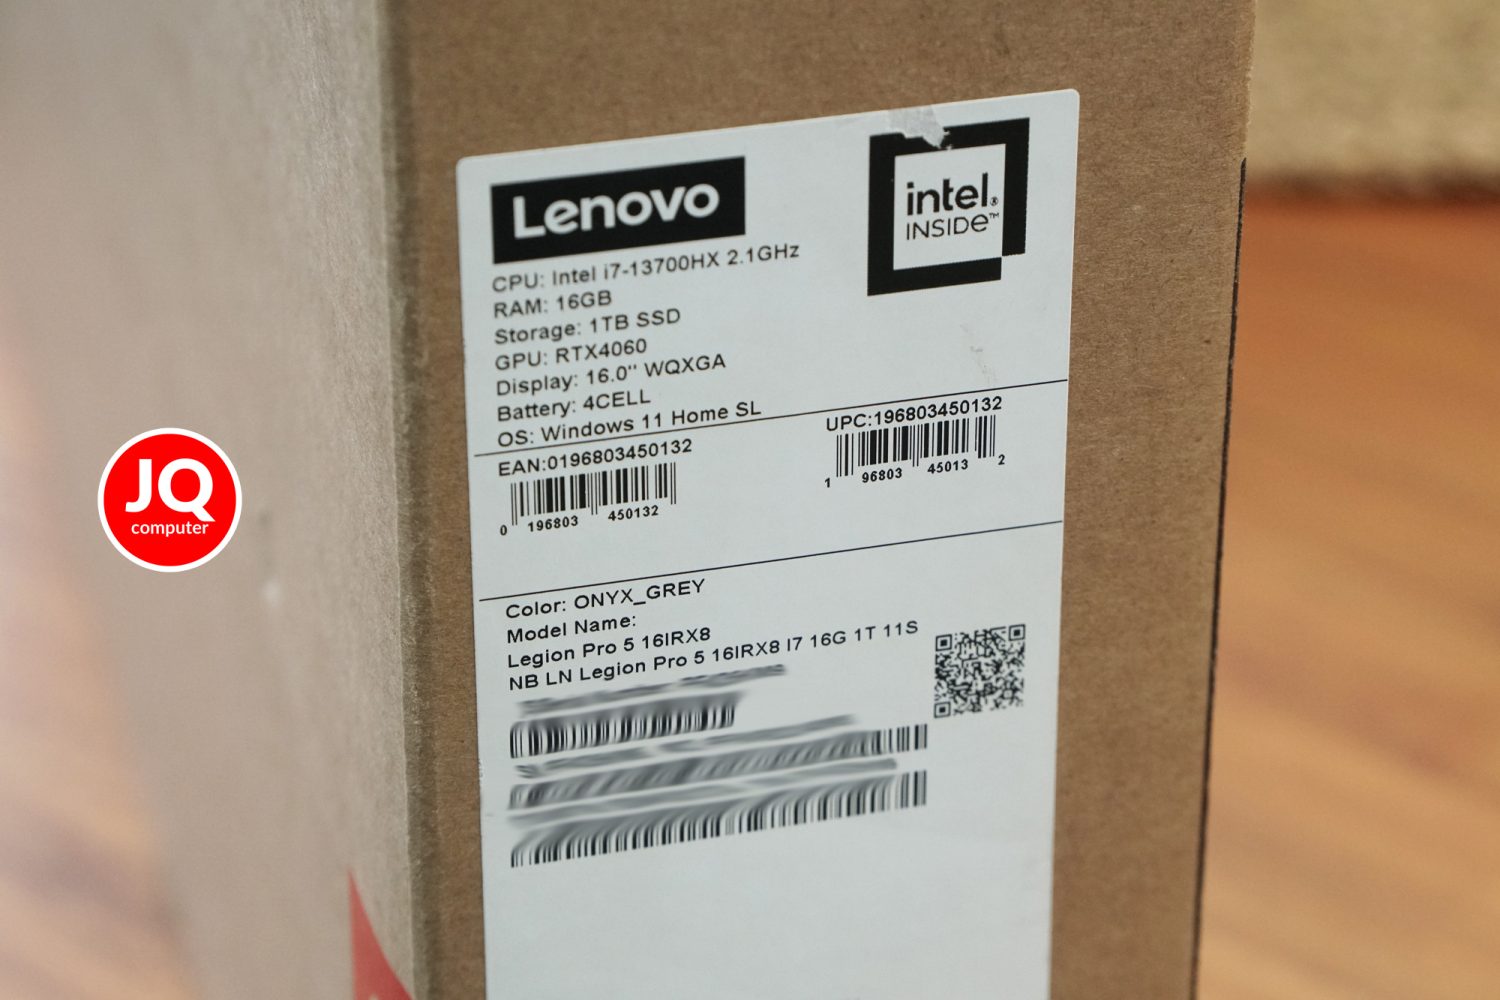 Lenovo
intel®
INSIDE™
CPU: Intel i7-13700HX 2.1GHz
RAM: 16GB
Storage: 1TB SSD
GPU: RTX4060
Display: 16.0" WQXGA
Battery: 4CELL
OS: Windows 11 Home SL
EAN:0196803450132
0 196803 450132
UPC:196803450132
1 96803 45013 2
Color: ONYX_GREY
Model Name:
Legion Pro 5 16IRX8
NB LN Legion Pro 5 16IRX8 I7 16G 1T 11S
JQ
computer